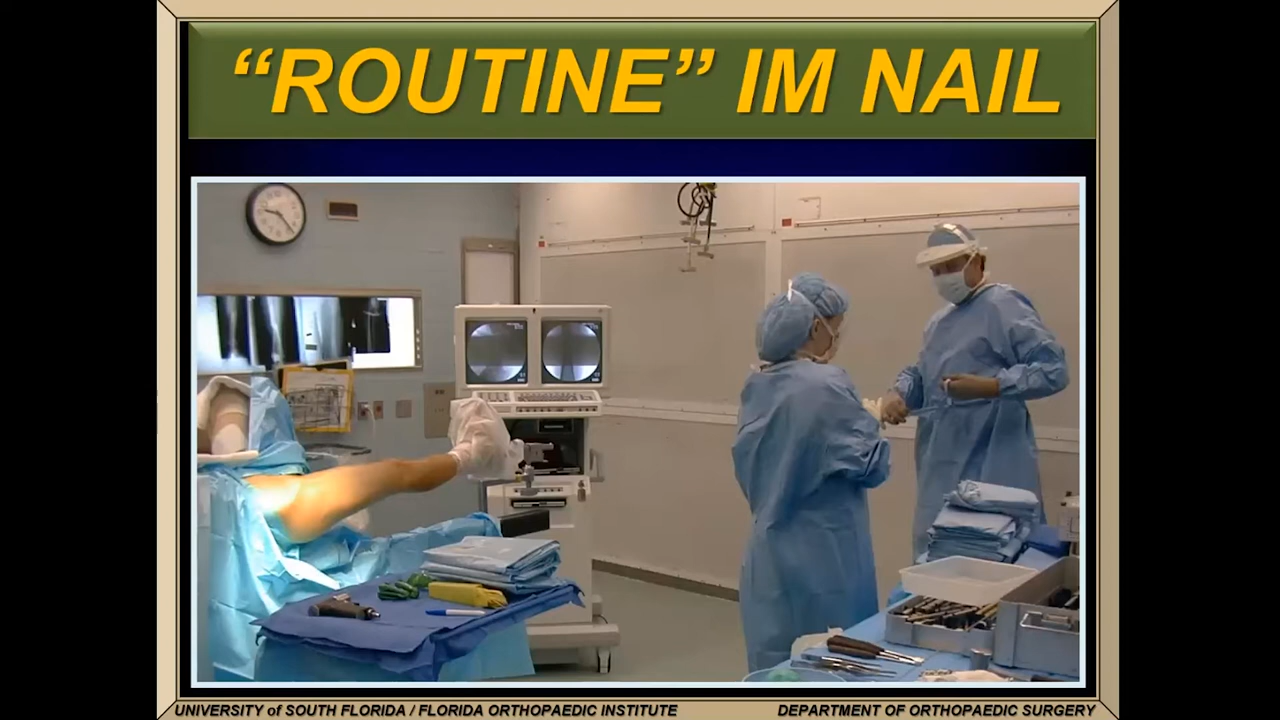 “ROUTINE” IM NAIL
UNIVERSITY of SOUTH FLORIDA / FLORIDA ORTHOPAEDIC INSTITUTE
DEPARTMENT OF ORTHOPAEDIC SURGERY